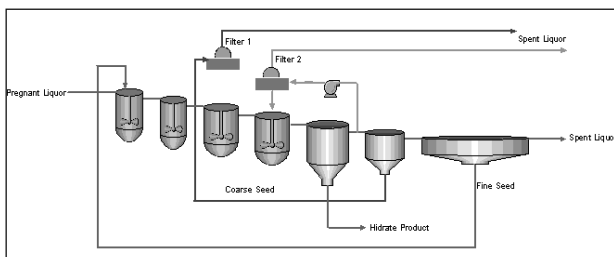 Filter 1
Spent Liquor
Filter 2
Pregnant Liquor
Spent Liquo
Coarse Seed
Fine Seed
Hidrate Product